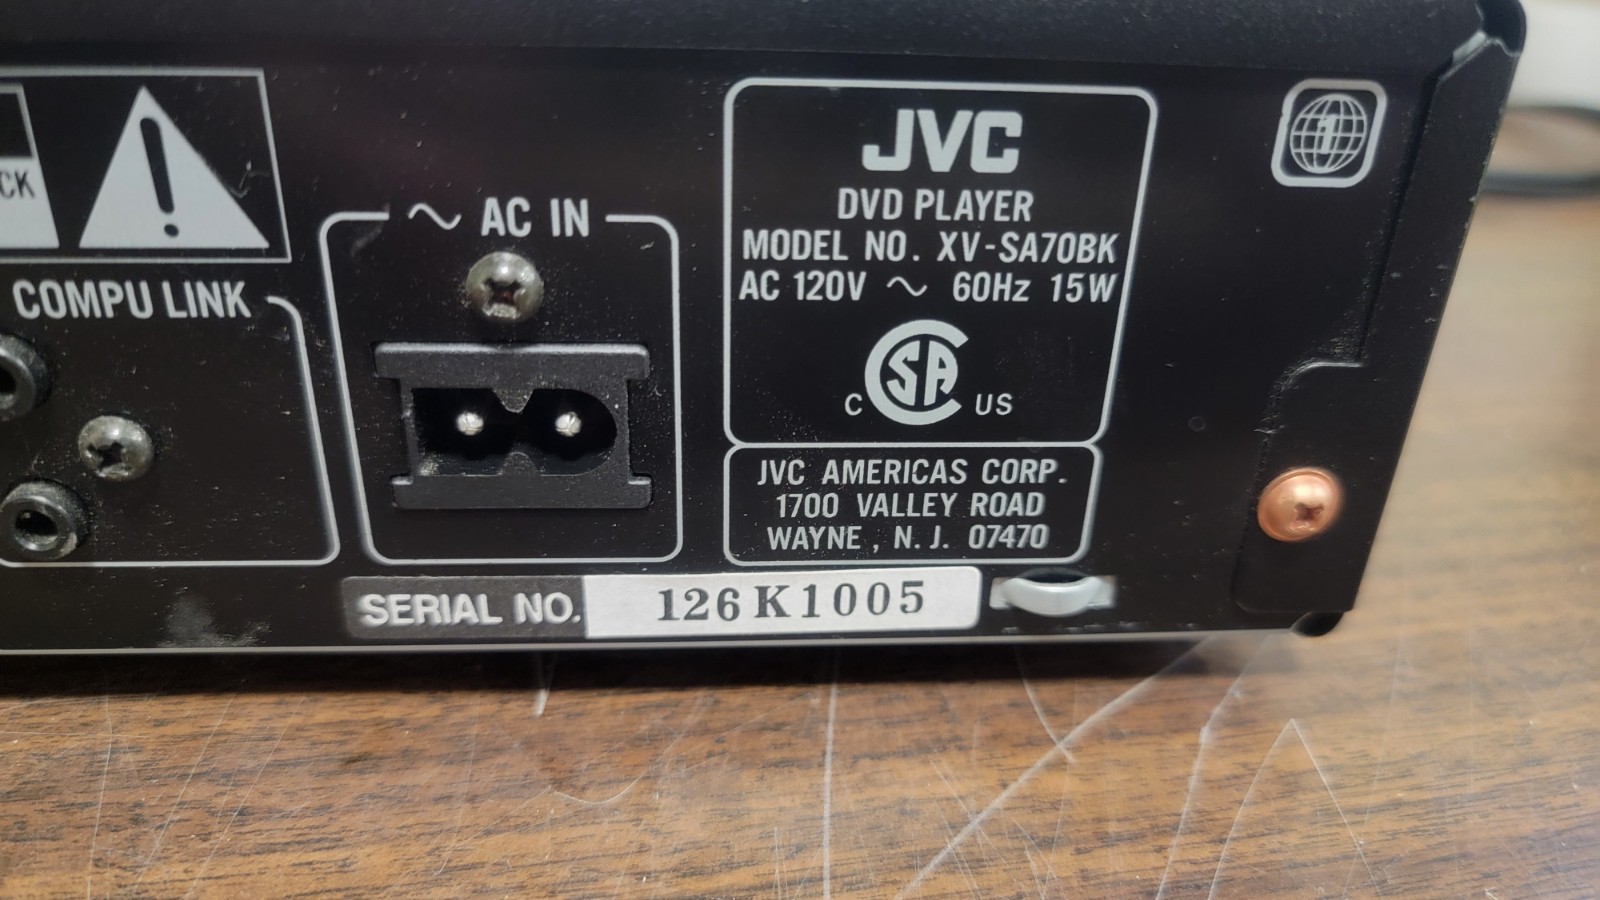 CK
COMPU LINK
∼ AC IN
JVC
DVD PLAYER
MODEL NO. XV-SA70BK
AC 120V ∼ 60Hz 15W
C SA US
JVC AMERICAS CORP.
1700 VALLEY ROAD
WAYNE, N.J. 07470
SERIAL NO. 126K1005
1